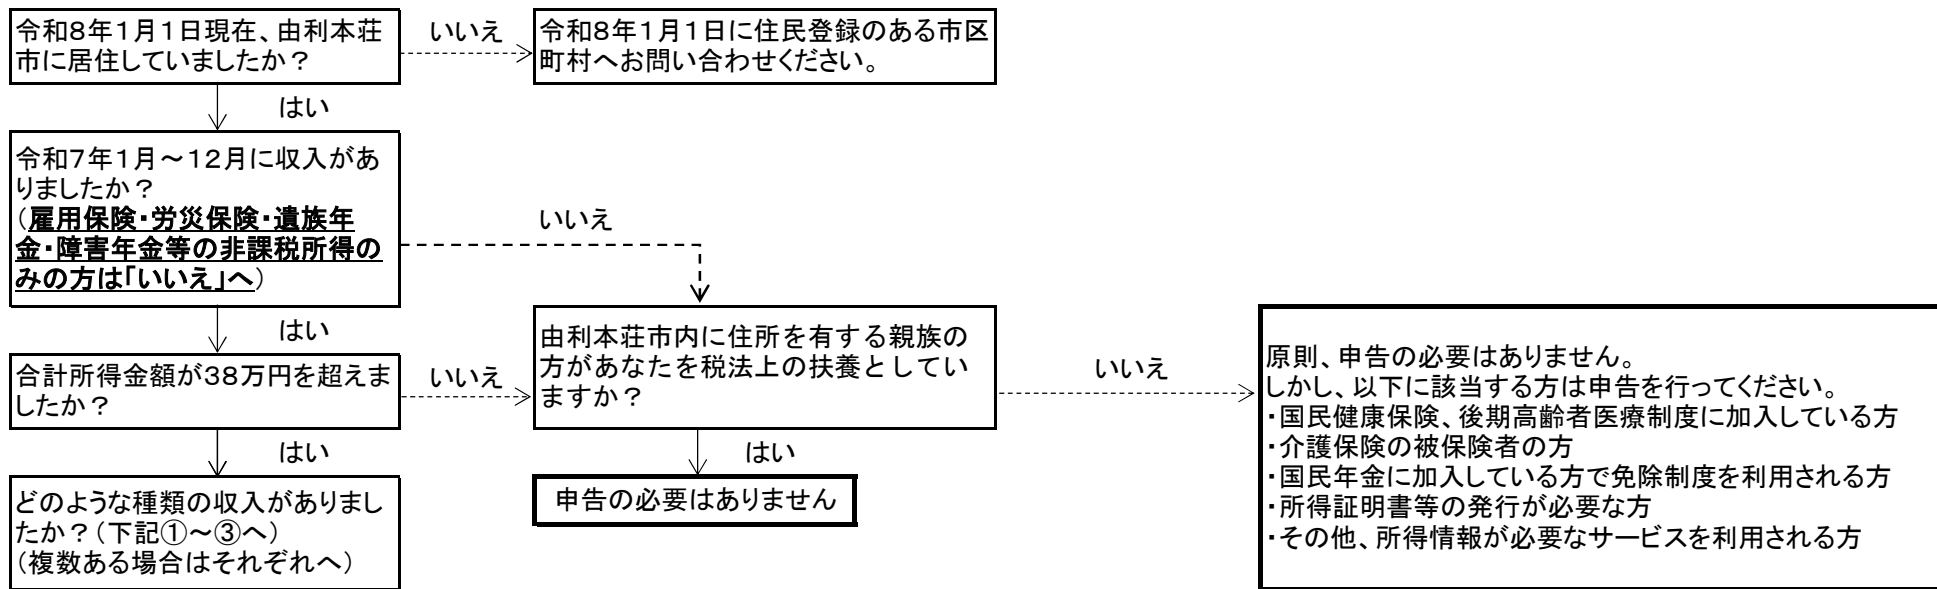 令和8年1月1日現在、由利本荘
市に居住していましたか？
いいえ
令和8年1月1日に住民登録のある市区
町村へお問い合わせください。
はい
令和7年1月～12月に収入があ
りましたか？
（雇用保険・労災保険・遺族年
金・障害年金等の非課税所得の
みの方は「いいえ」へ）
いいえ
はい
合計所得金額が38万円を超えま
したか？
いいえ
由利本荘市内に住所を有する親族の
方があなたを税法上の扶養としてい
ますか？
いいえ
原則、申告の必要はありません。
しかし、以下に該当する方は申告を行ってください。
・国民健康保険、後期高齢者医療制度に加入している方
・介護保険の被保険者の方
・国民年金に加入している方で免除制度を利用される方
・所得証明書等の発行が必要な方
・その他、所得情報が必要なサービスを利用される方
はい
はい
どのような種類の収入がありまし
たか？（下記①～③へ）
（複数ある場合はそれぞれへ）
申告の必要はありません